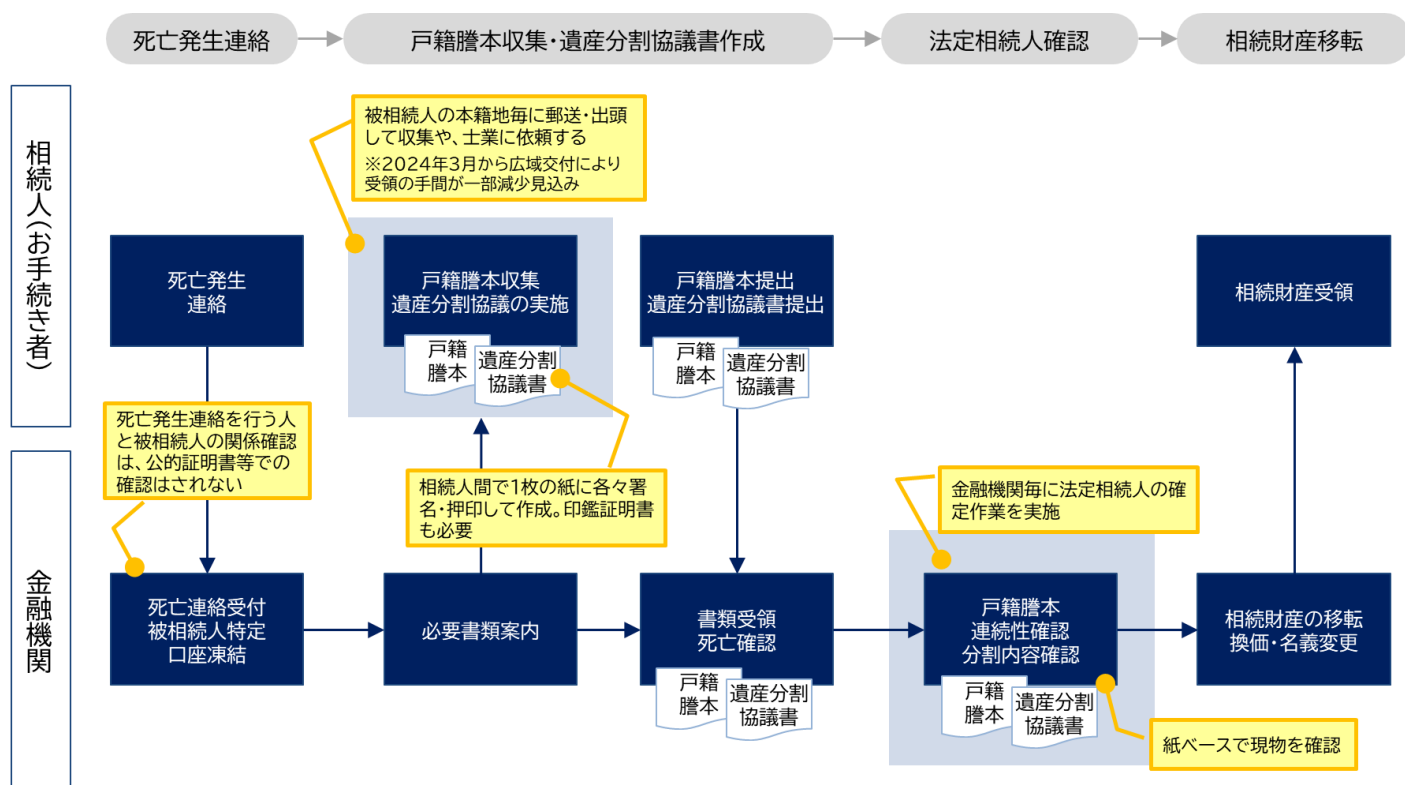 死亡発生連絡
戸籍謄本収集・遺産分割協議書作成
法定相続人確認
相続財産移転
相続人(お手続き者)
被相続人の本籍地毎に郵送・出頭
して収集や、士業に依頼する
※2024年3月から広域交付により
受領の手間が一部減少見込み
死亡発生
連絡
戸籍謄本収集
遺産分割協議の実施
戸籍
謄本
遺産分割
協議書
戸籍謄本提出
遺産分割協議書提出
戸籍
謄本
遺産分割
協議書
相続財産受領
死亡発生連絡を行う人
と被相続人の関係確認
は、公的証明書等での
確認はされない
相続人間で1枚の紙に各々署
名・押印して作成。印鑑証明書
も必要
金融機関毎に法定相続人の確
定作業を実施
金融機関
死亡連絡受付
被相続人特定
口座凍結
必要書類案内
書類受領
死亡確認
戸籍
謄本
遺産分割
協議書
戸籍謄本
連続性確認
分割内容確認
戸籍
謄本
遺産分割
協議書
相続財産の移転
換価・名義変更
紙ベースで現物を確認